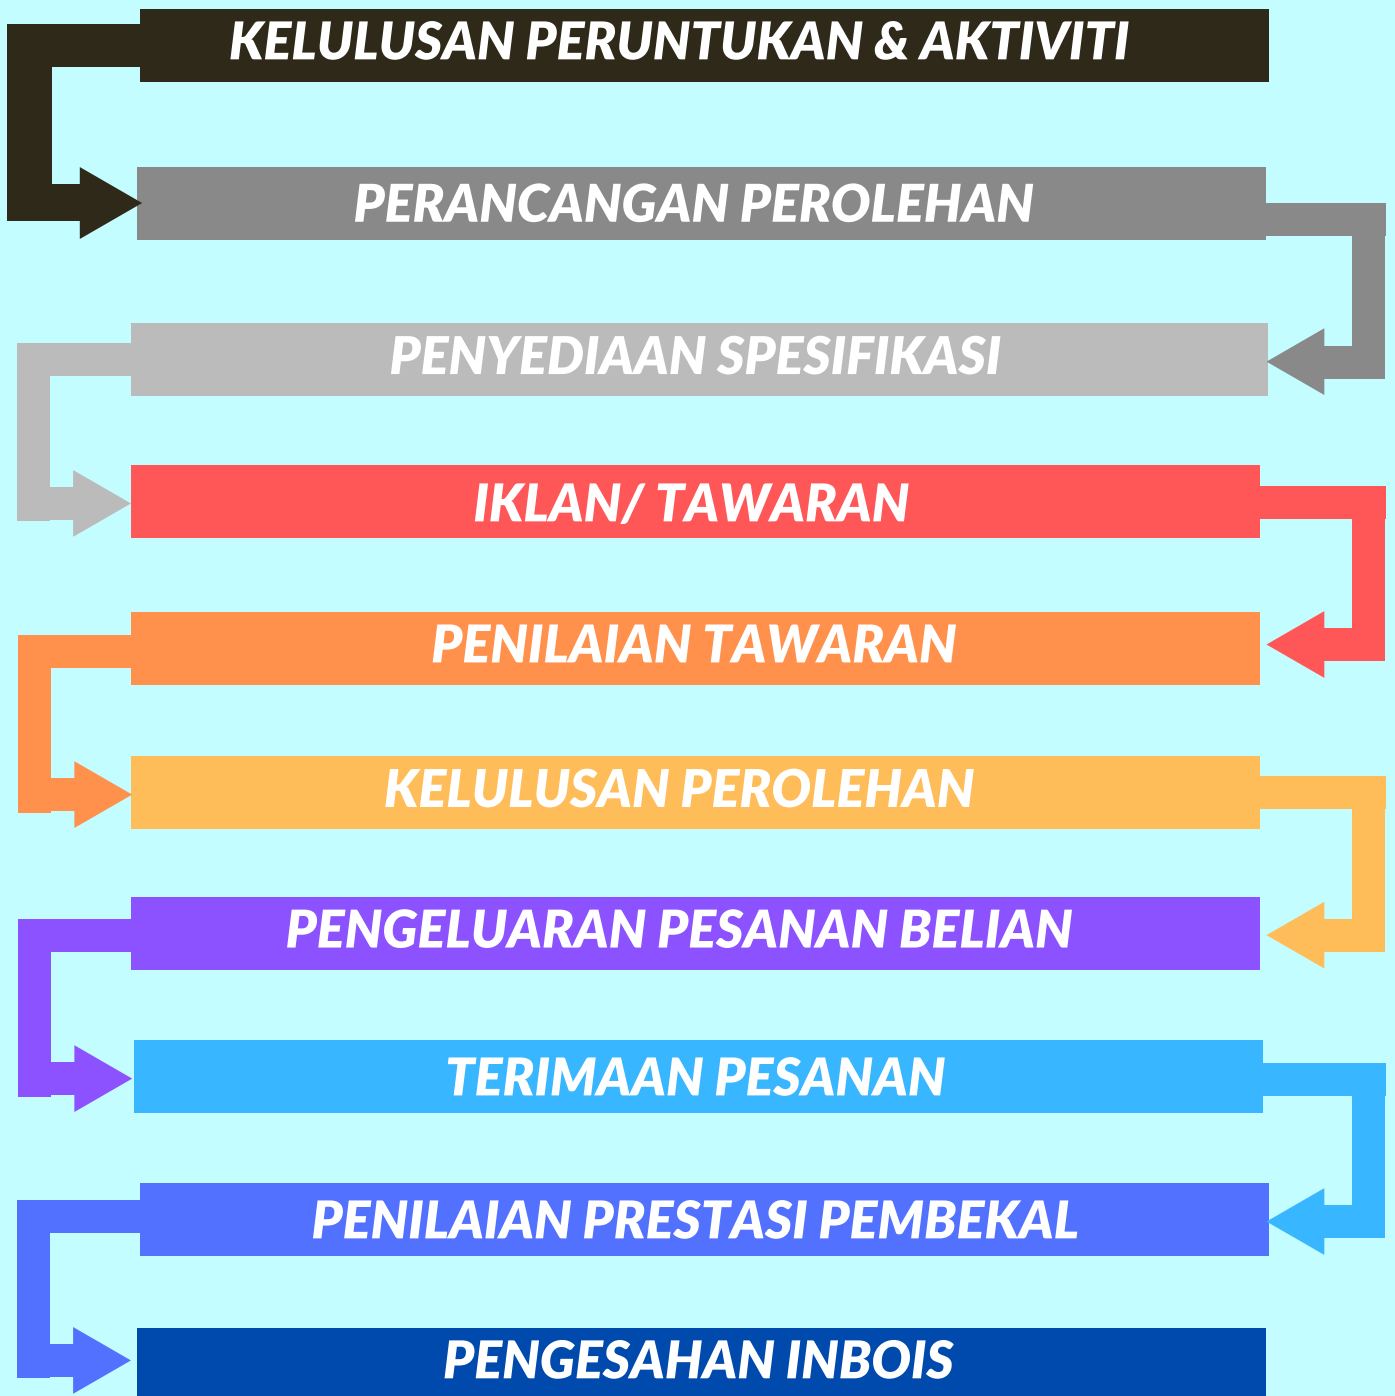 KELULUSAN PERUNTUKAN & AKTIVITI
PERANCANGAN PEROLEHAN
PENYEDIAAN SPESIFIKASI
IKLAN/ TAWARAN
PENILAIAN TAWARAN
KELULUSAN PEROLEHAN
PENGELUARAN PESANAN BELIAN
TERIMAAN PESANAN
PENILAIAN PRESTASI PEMBEKAL
PENGESAHAN INBOIS